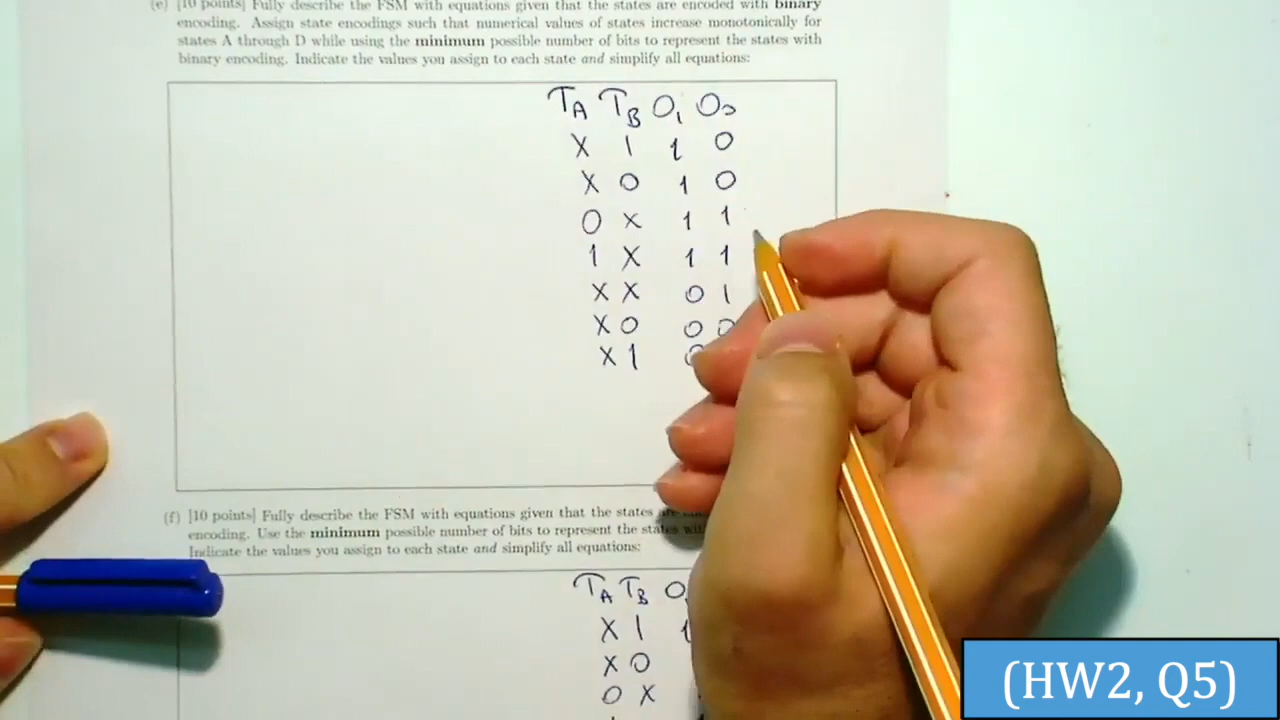 (e) [10 points] Fully describe the FSM with equations given that the states are encoded with binary
encoding. Assign state encodings such that numerical values of states increase monotonically for
states A through D while using the minimum possible number of bits to represent the states with
binary encoding. Indicate the values you assign to each state and simplify all equations:
TA TB O1 O0
X 1 1 0
X 0 1 0
0 X 1 1
1 X 1 1
X X 0 1
X 0 0 0
X 1 0
(f) [10 points] Fully describe the FSM with equations given that the states are
encoding. Use the minimum possible number of bits to represent the states
Indicate the values you assign to each state and simplify all equations:
TA TB O
X 1 1
X 0
0 X
(HW2, Q5)